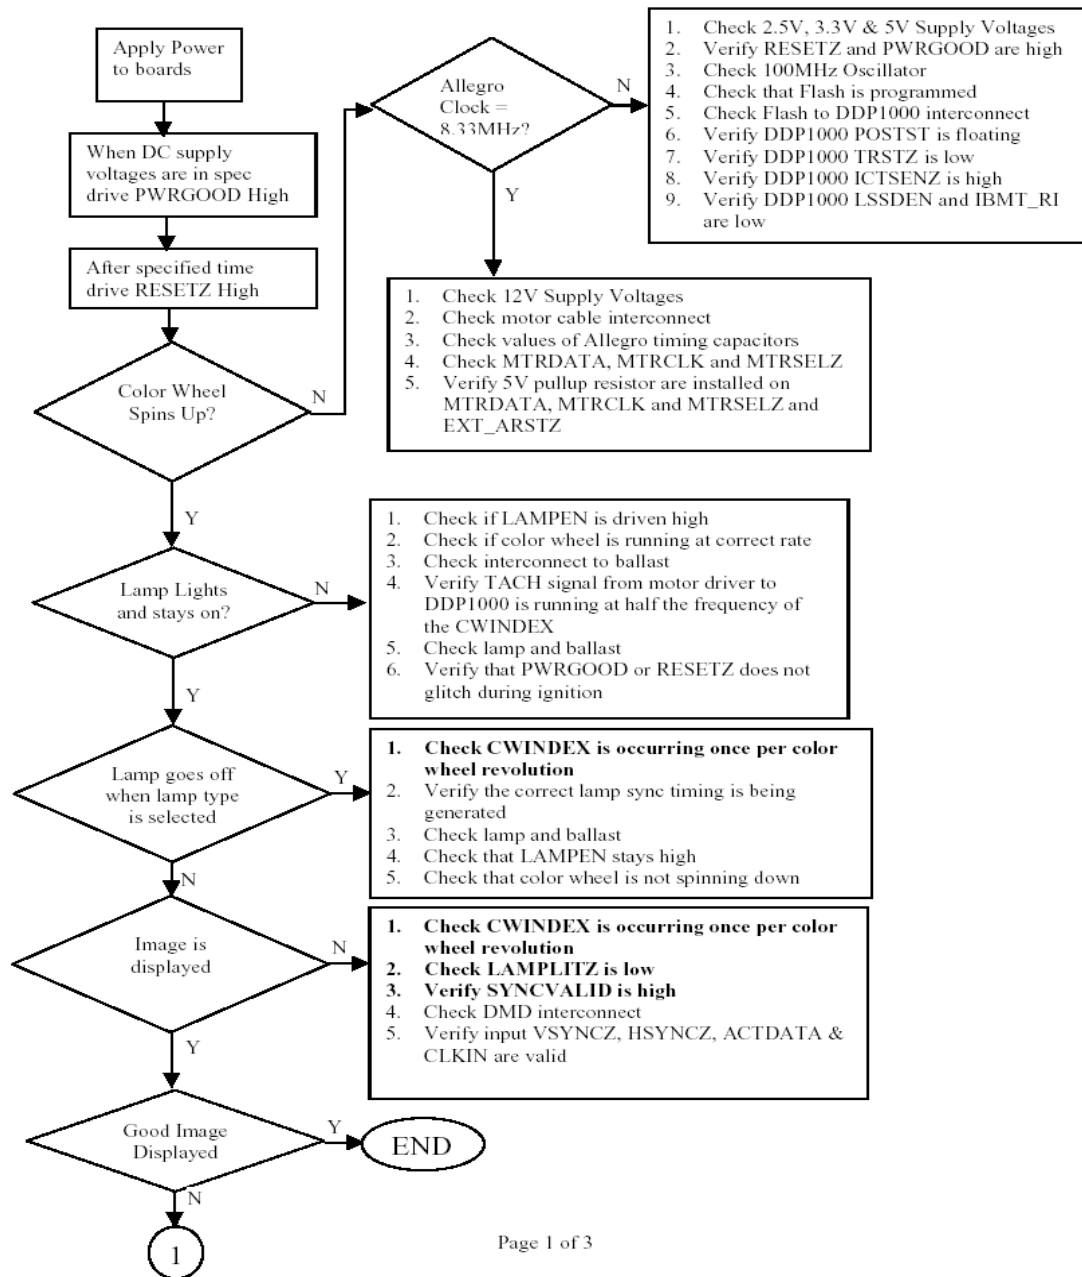 Apply Power
to boards
When DC supply
voltages are in spec
drive PWRGOOD High
After specified time
drive RESETZ High
Color Wheel
Spins Up?
N
Y
Allegro
Clock =
8.33MHz?
N
Y
1. Check 2.5V, 3.3V & 5V Supply Voltages
2. Verify RESETZ and PWRGOOD are high
3. Check 100MHz Oscillator
4. Check that Flash is programmed
5. Check Flash to DDP1000 interconnect
6. Verify DDP1000 POSTST is floating
7. Verify DDP1000 TRSTZ is low
8. Verify DDP1000 ICTSENZ is high
9. Verify DDP1000 LSSDEN and IBMT_RI
are low
1. Check 12V Supply Voltages
2. Check motor cable interconnect
3. Check values of Allegro timing capacitors
4. Check MTRDATA, MTRCLK and MTRSELZ
5. Verify 5V pullup resistor are installed on
MTRDATA, MTRCLK and MTRSELZ and
EXT_ARSTZ
Lamp Lights
and stays on?
N
Y
1. Check if LAMPEN is driven high
2. Check if color wheel is running at correct rate
3. Check interconnect to ballast
4. Verify TACH signal from motor driver to
DDP1000 is running at half the frequency of
the CWINDEX
5. Check lamp and ballast
6. Verify that PWRGOOD or RESETZ does not
glitch during ignition
Lamp goes off
when lamp type
is selected
Y
N
1. Check CWINDEX is occurring once per color
wheel revolution
2. Verify the correct lamp sync timing is being
generated
3. Check lamp and ballast
4. Check that LAMPEN stays high
5. Check that color wheel is not spinning down
Image is
displayed
N
Y
1. Check CWINDEX is occurring once per color
wheel revolution
2. Check LAMPLITZ is low
3. Verify SYNCVALID is high
4. Check DMD interconnect
5. Verify input VSYNCZ, HSYNCZ, ACTDATA &
CLKIN are valid
Good Image
Displayed
Y
END
N
1
Page 1 of 3